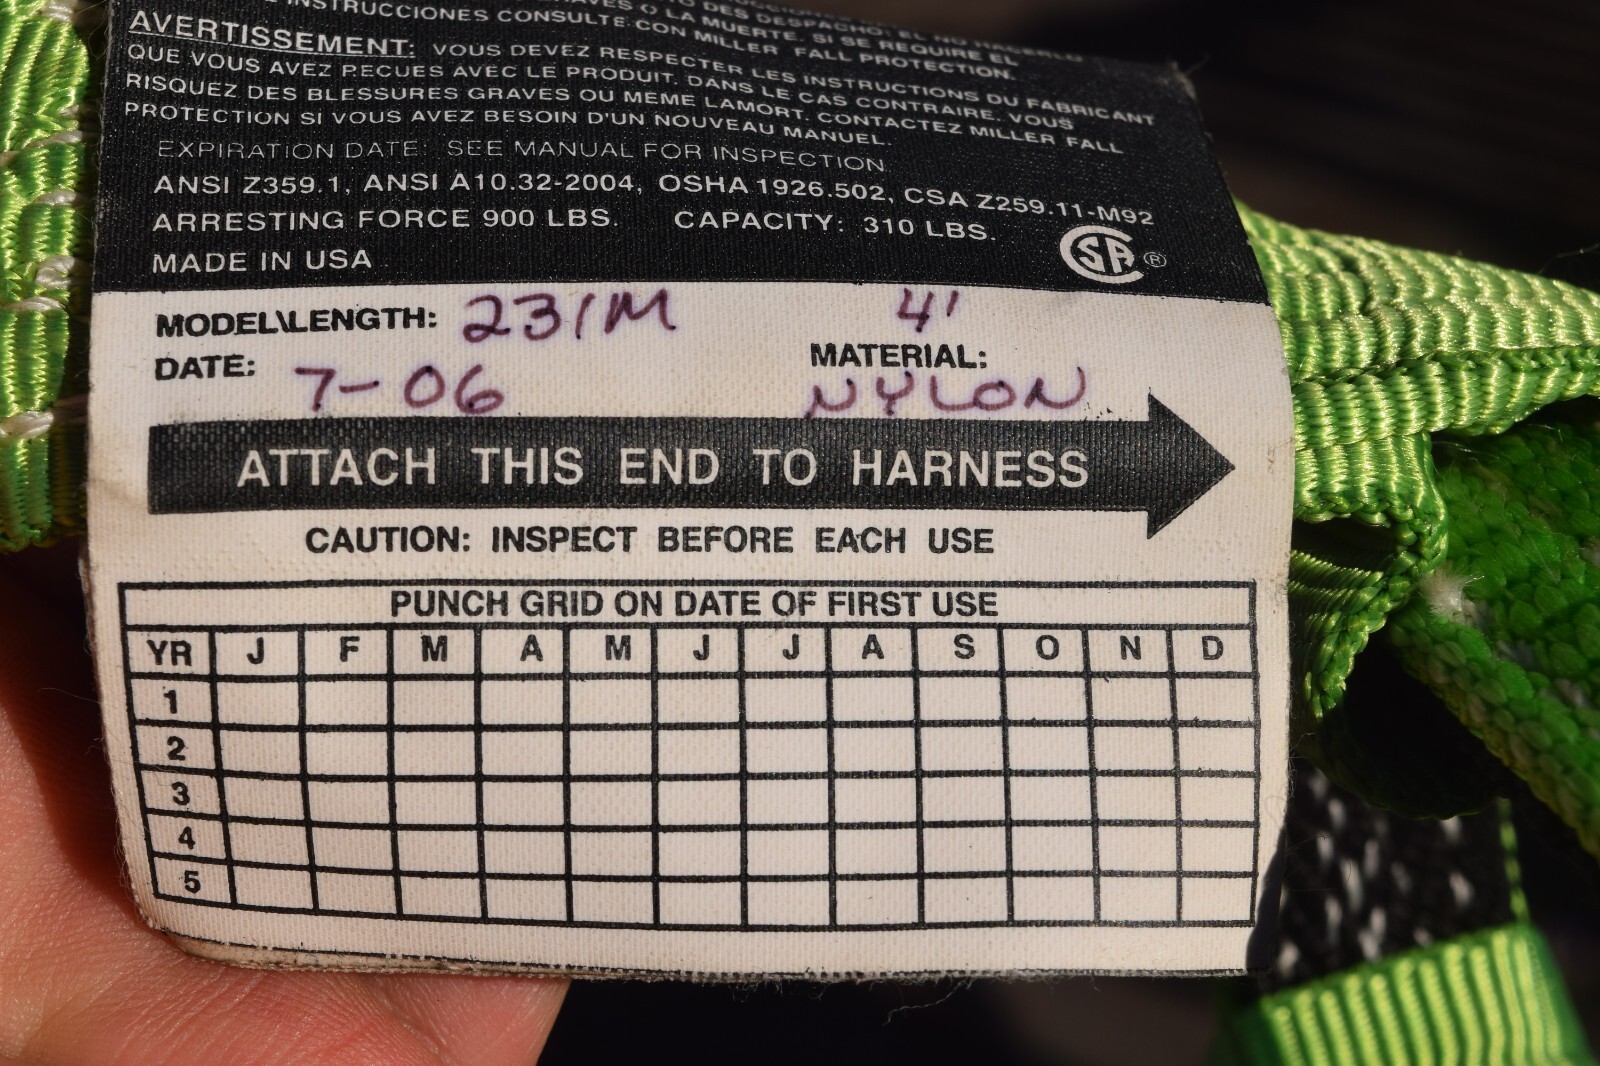 INSTRUCCIONES CONSULTE CON MILLER FALL PROTECTION.
AVERTISSEMENT: VOUS DEVEZ RESPECTER LES INSTRUCTIONS DU FABRICANT
QUE VOUS AVEZ PECUES AVEC LE PRODUIT. DANS LE CAS CONTRAIRE. VOUS
RISQUEZ DES BLESSURES GRAVES OU MEME LAMORT. CONTACTEZ MILLER FALL
PROTECTION SI VOUS AVEZ BESOIN D'UN NOUVEAU MANUEL.
EXPIRATION DATE: SEE MANUAL FOR INSPECTION
ANSI Z359.1, ANSI A10.32-2004, OSHA 1926.502, CSA Z259.11-M92
ARRESTING FORCE 900 LBS. CAPACITY: 310 LBS.
MADE IN USA CSA ®
MODEL\LENGTH: 231M 4'
DATE: 7-06 MATERIAL: NYLON
ATTACH THIS END TO HARNESS
CAUTION: INSPECT BEFORE EACH USE
PUNCH GRID ON DATE OF FIRST USE
YR J F M A M J J A S O N D
1
2
3
4
5